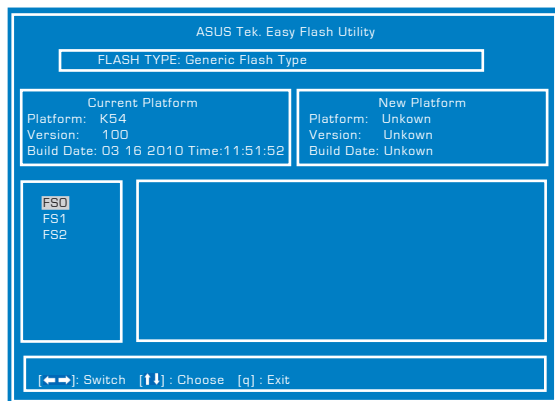 ASUS Tek. Easy Flash Utility
FLASH TYPE: Generic Flash Type
Current Platform
Platform: K54
Version: 100
Build Date: 03 16 2010 Time:11:51:52
New Platform
Platform: Unkown
Version: Unkown
Build Date: Unkown
FS0
FS1
FS2
[←→]: Switch [↑↓] : Choose [q] : Exit